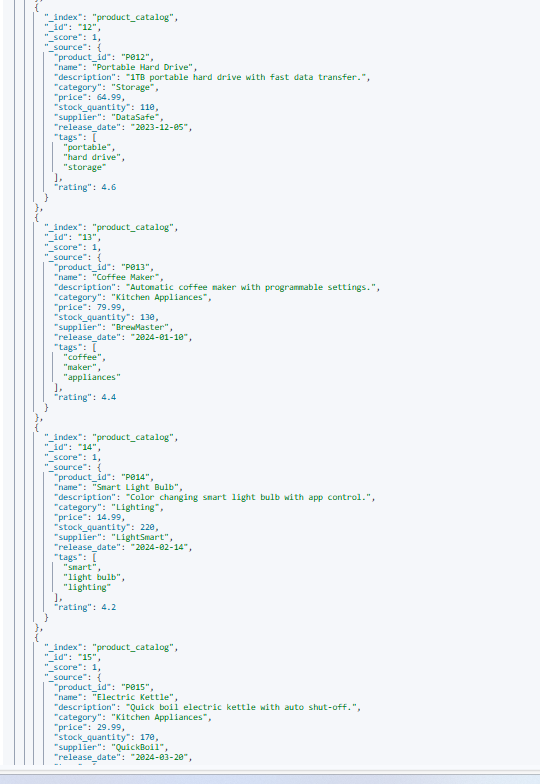 {
"_index": "product_catalog",
"_id": "12",
"_score": 1,
"_source": {
"product_id": "P012",
"name": "Portable Hard Drive",
"description": "1TB portable hard drive with fast data transfer.",
"category": "Storage",
"price": 64.99,
"stock_quantity": 110,
"supplier": "DataSafe",
"release_date": "2023-12-05",
"tags": [
"portable",
"hard drive",
"storage"
],
"rating": 4.6
}
},
{
"_index": "product_catalog",
"_id": "13",
"_score": 1,
"_source": {
"product_id": "P013",
"name": "Coffee Maker",
"description": "Automatic coffee maker with programmable settings.",
"category": "Kitchen Appliances",
"price": 79.99,
"stock_quantity": 130,
"supplier": "BrewMaster",
"release_date": "2024-01-10",
"tags": [
"coffee",
"maker",
"appliances"
],
"rating": 4.4
}
},
{
"_index": "product_catalog",
"_id": "14",
"_score": 1,
"_source": {
"product_id": "P014",
"name": "Smart Light Bulb",
"description": "Color changing smart light bulb with app control.",
"category": "Lighting",
"price": 14.99,
"stock_quantity": 220,
"supplier": "LightSmart",
"release_date": "2024-02-14",
"tags": [
"smart",
"light bulb",
"lighting"
],
"rating": 4.2
}
},
{
"_index": "product_catalog",
"_id": "15",
"_score": 1,
"_source": {
"product_id": "P015",
"name": "Electric Kettle",
"description": "Quick boil electric kettle with auto shut-off.",
"category": "Kitchen Appliances",
"price": 29.99,
"stock_quantity": 170,
"supplier": "QuickBoil",
"release_date": "2024-03-20",